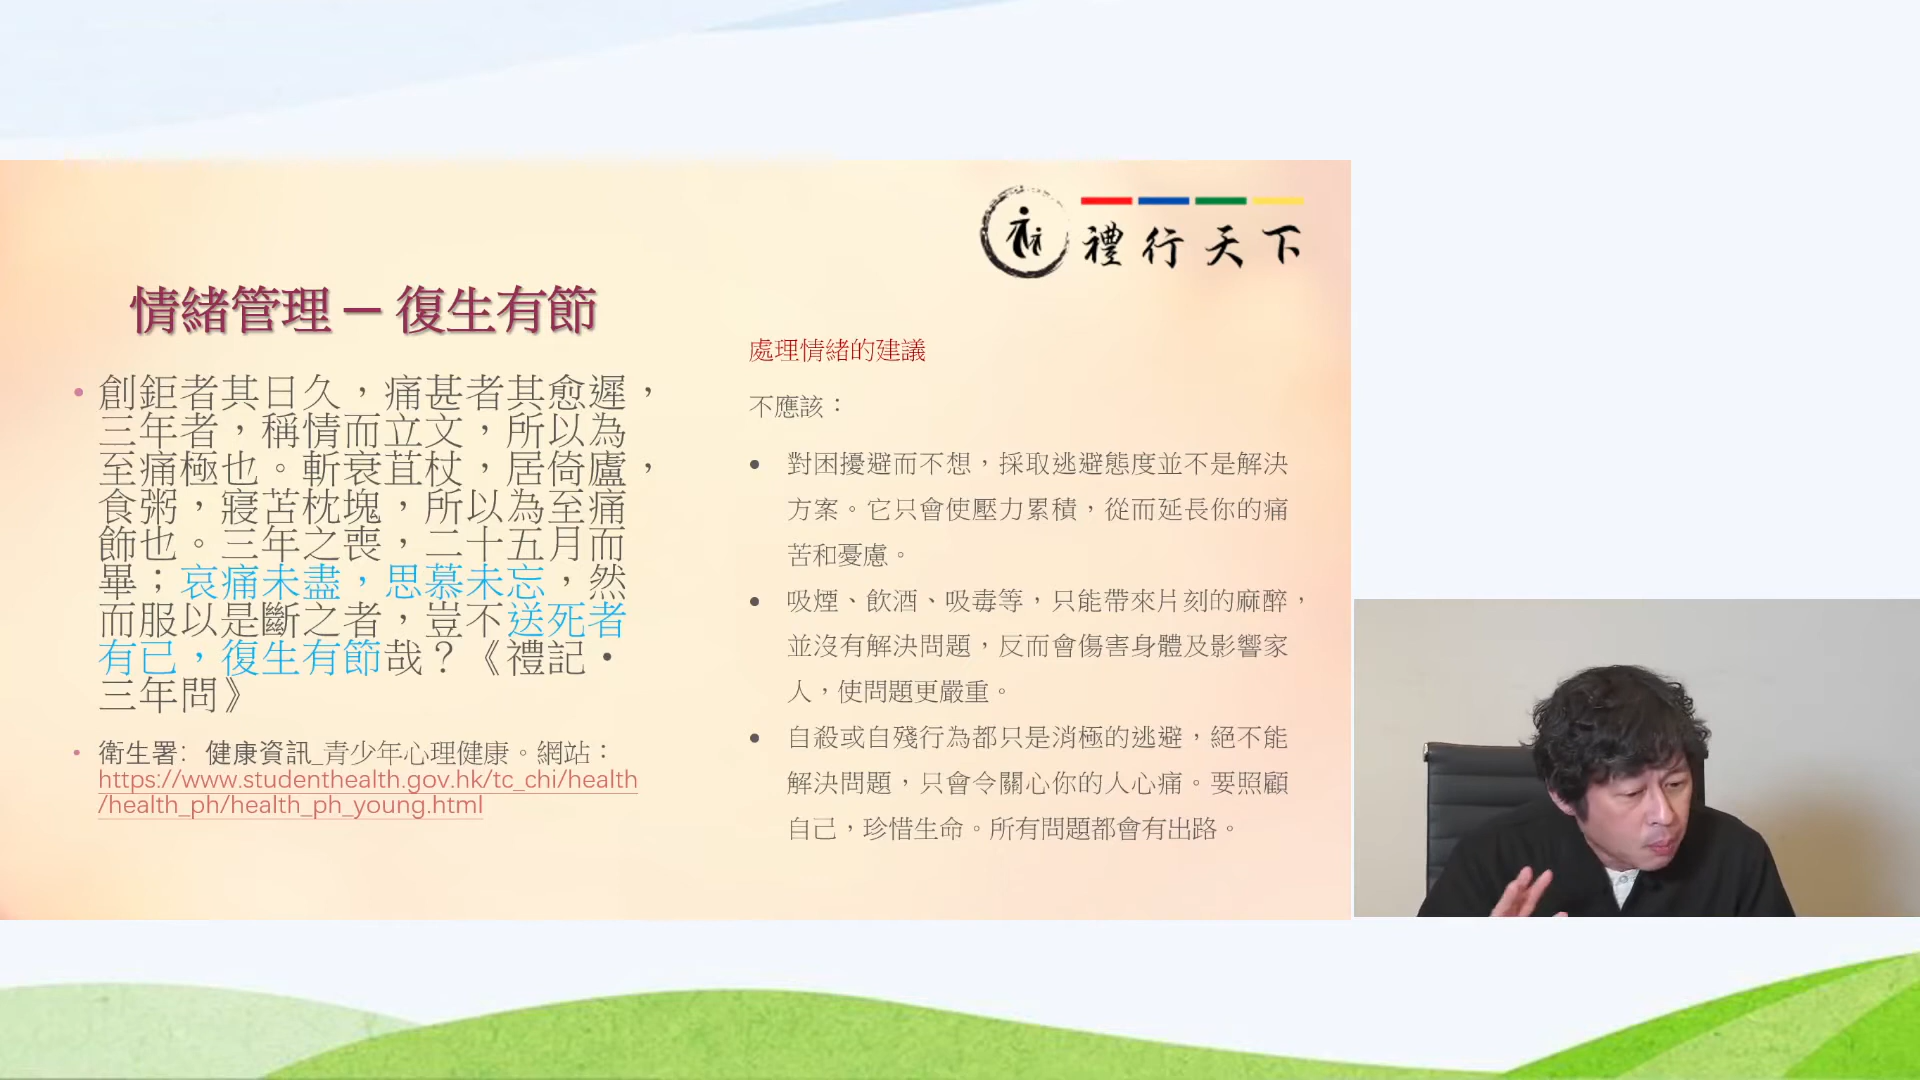 禮行天下
情緒管理 – 復生有節
• 創鉅者其日久，痛甚者其愈遲，
三年者，稱情而立文，所以為
至痛極也。斬衰苴杖，居倚廬，
食粥，寢苫枕塊，所以為至痛
飾也。三年之喪，二十五月而
畢；哀痛未盡，思慕未忘，然
而服以是斷之者，豈不送死者
有已，復生有節哉？《禮記•
三年問》
• 衛生署：健康資訊_青少年心理健康。網站：
https://www.studenthealth.gov.hk/tc_chi/health
/health_ph/health_ph_young.html
處理情緒的建議
不應該：
• 對困擾避而不想，採取逃避態度並不是解決
方案。它只會使壓力累積，從而延長你的痛
苦和憂慮。
• 吸煙、飲酒、吸毒等，只能帶來片刻的麻醉，
並沒有解決問題，反而會傷害身體及影響家
人，使問題更嚴重。
• 自殺或自殘行為都只是消極的逃避，絕不能
解決問題，只會令關心你的人心痛。要照顧
自己，珍惜生命。所有問題都會有出路。